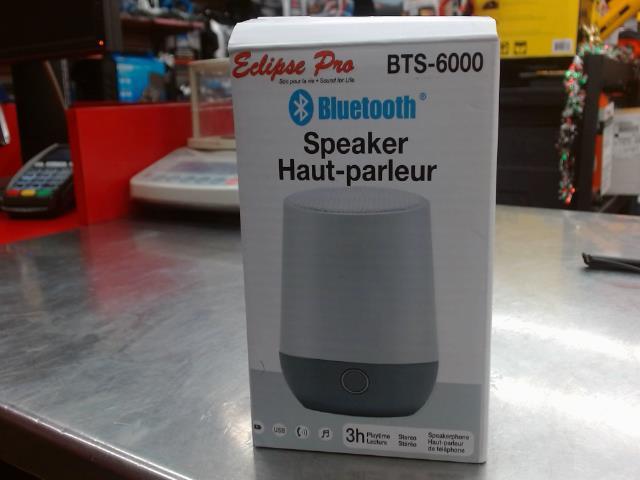 Eclipse Pro
BTS-6000
Son pour la vie • Sound for Life
Bluetooth®
Speaker
Haut-parleur
USB
3h Playtime
Lecture
Stereo
Stéréo
Speakerphone
Haut-parleur
de téléphone